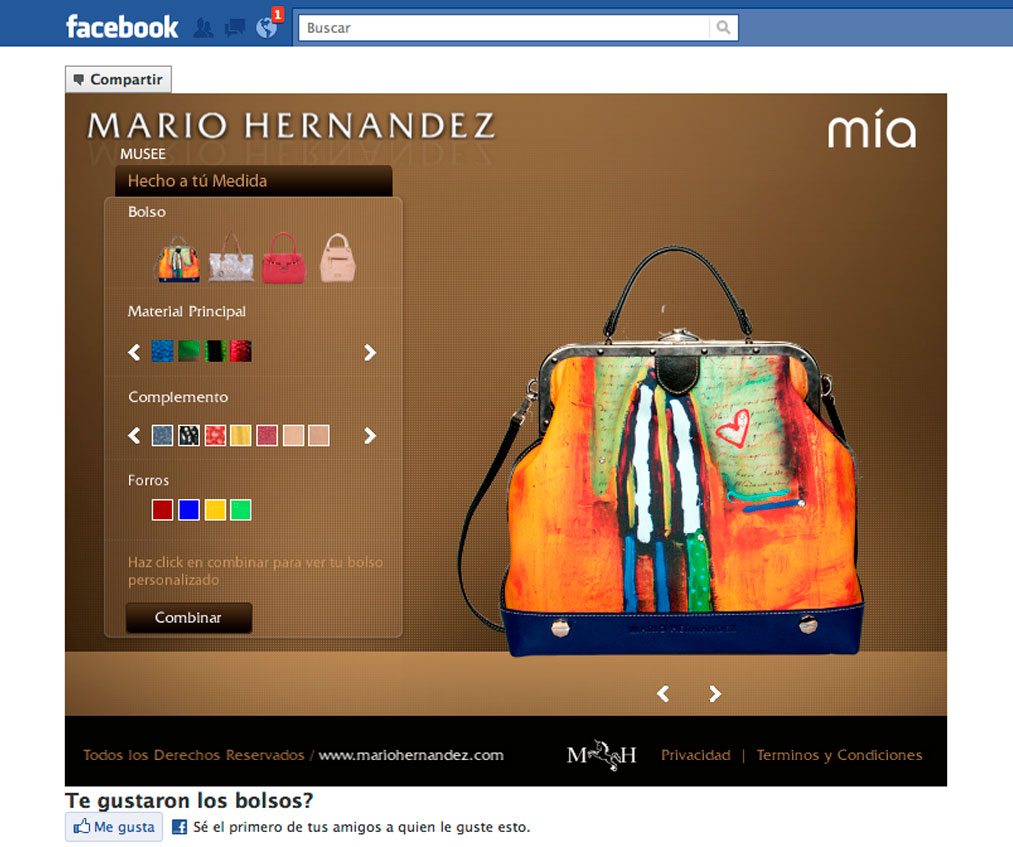 facebook
1
Buscar
Compartir
MARIO HERNANDEZ
mía
MUSEE
Hecho a tú Medida
Bolso
Material Principal
Complemento
Forros
Haz click en combinar para ver tu bolso
personalizado
Combinar
MARIO HERNANDEZ
Todos los Derechos Reservados / www.mariohernandez.com
M H
Privacidad | Terminos y Condiciones
Te gustaron los bolsos?
Me gusta
Sé el primero de tus amigos a quien le guste esto.